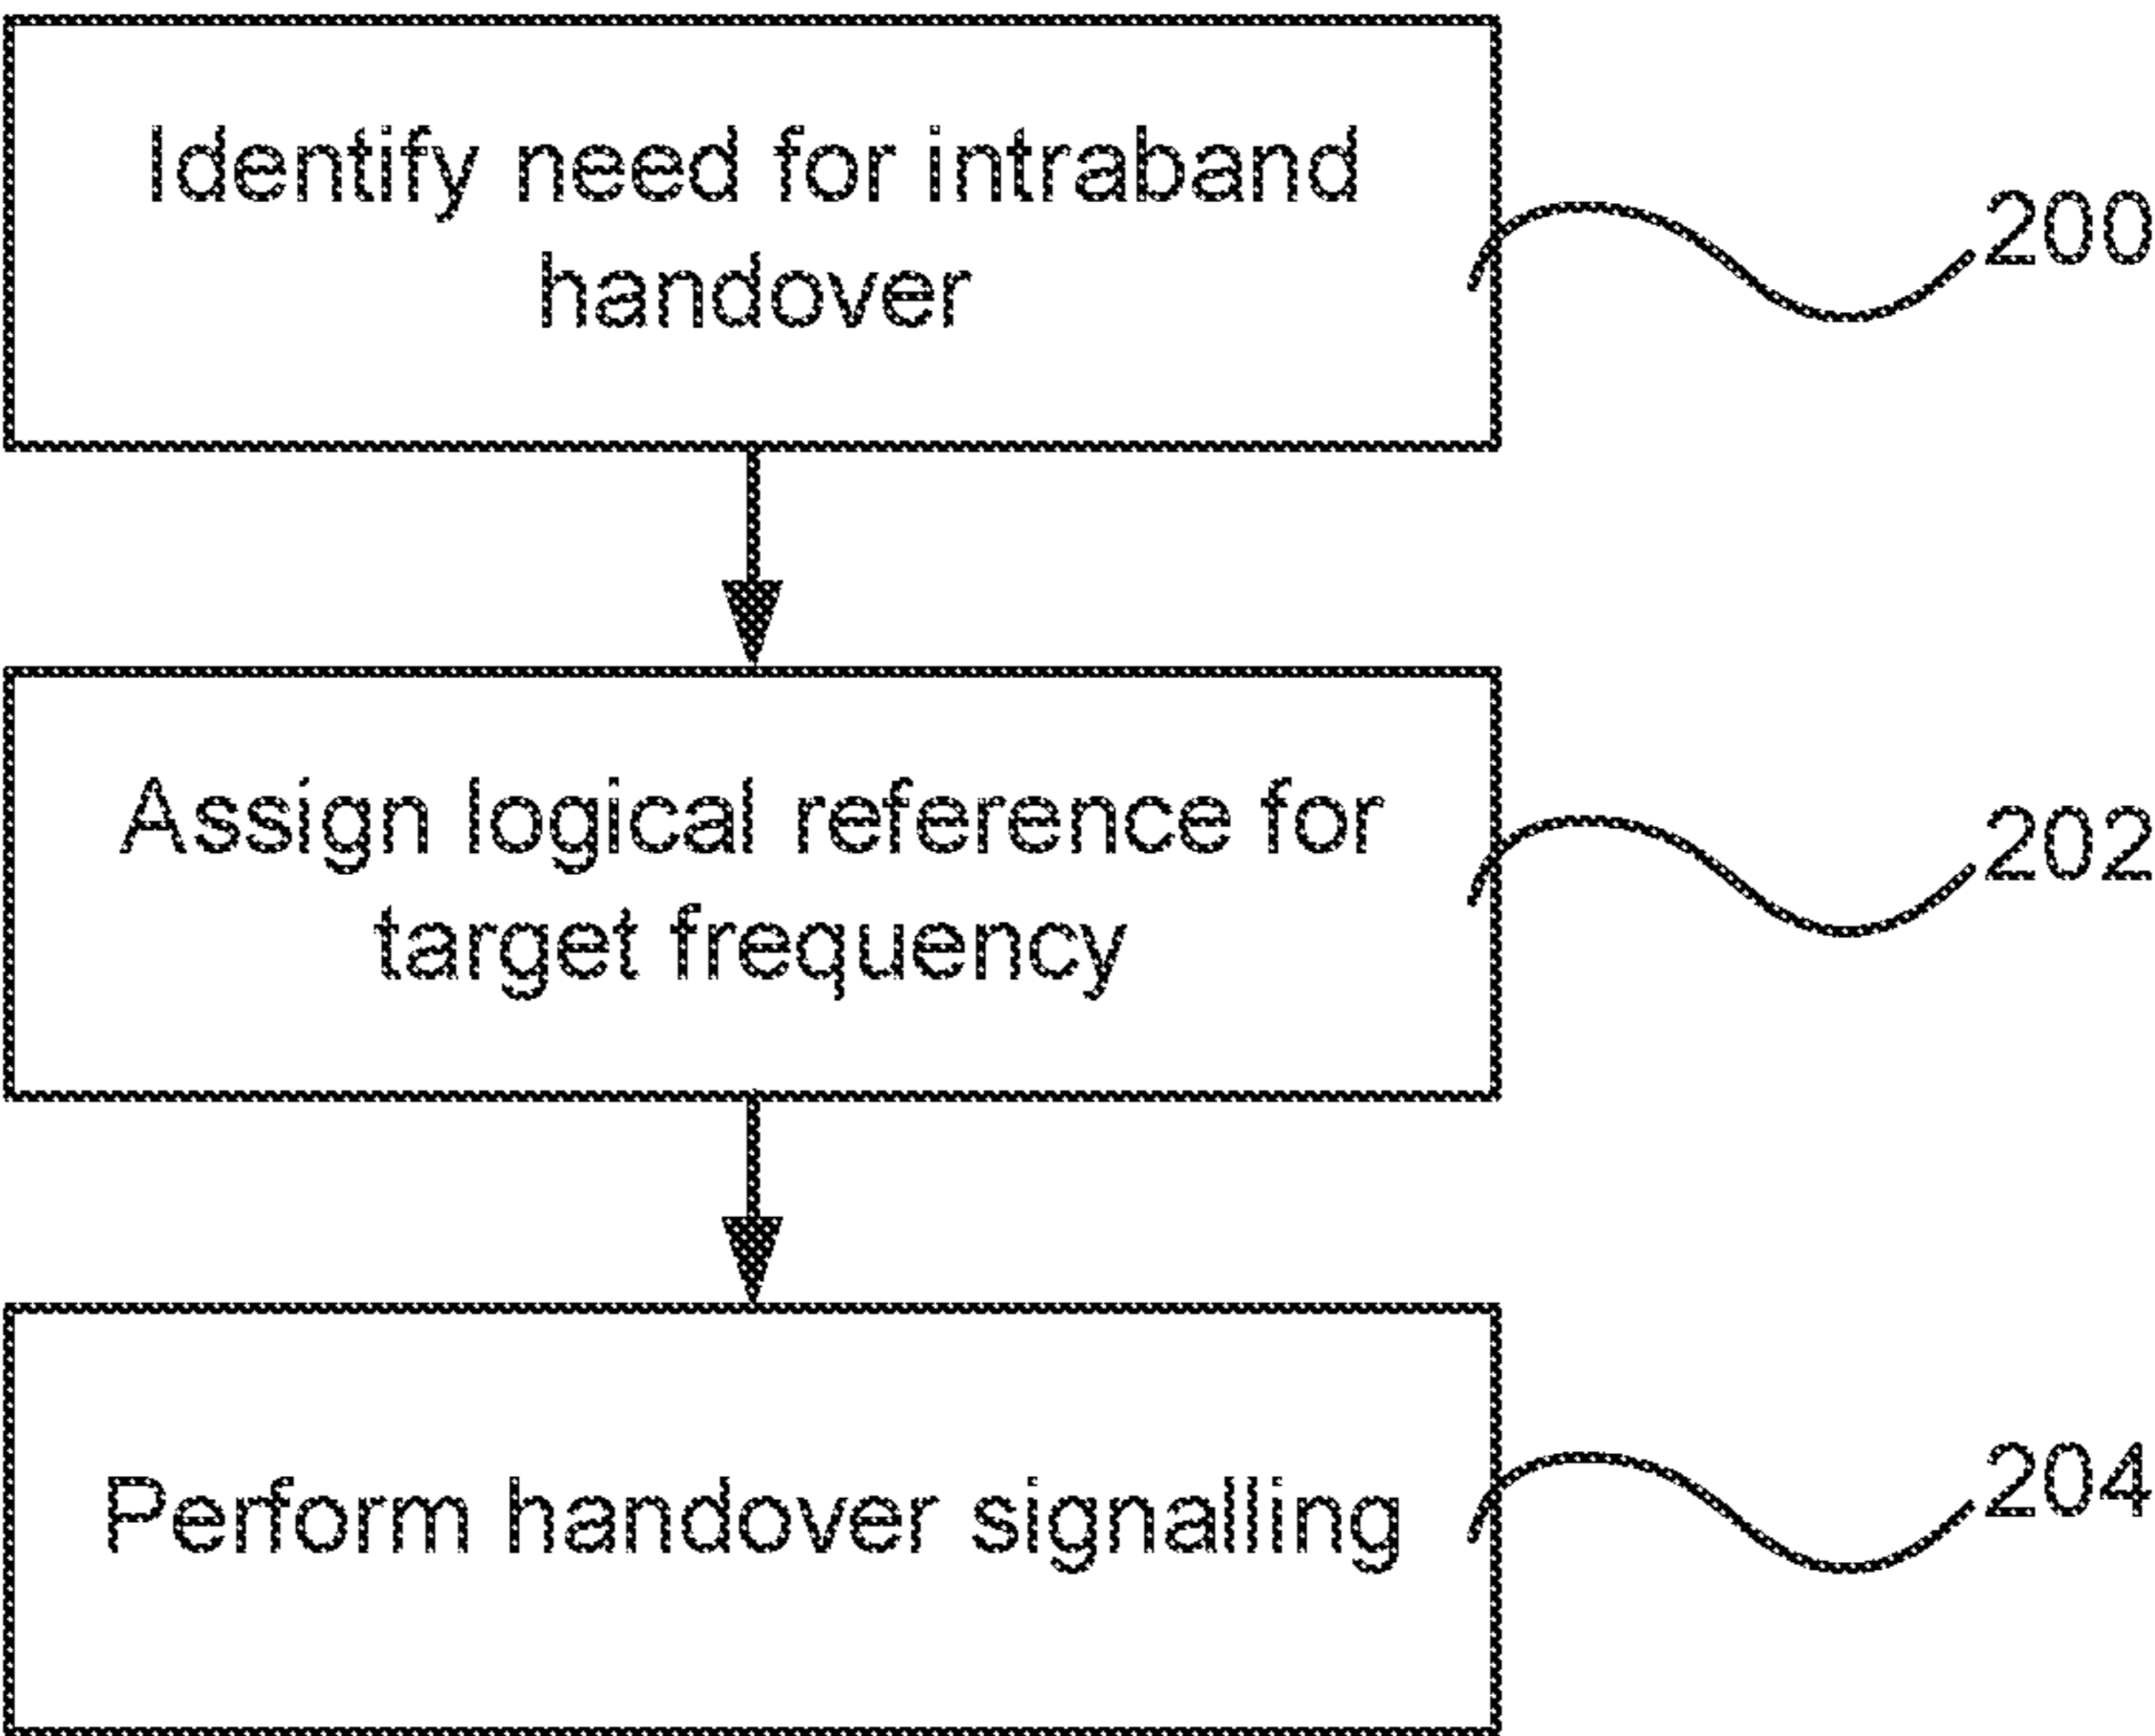 Identify need for intraband
handover
200
Assign logical reference for
target frequency
202
Perform handover signalling
204